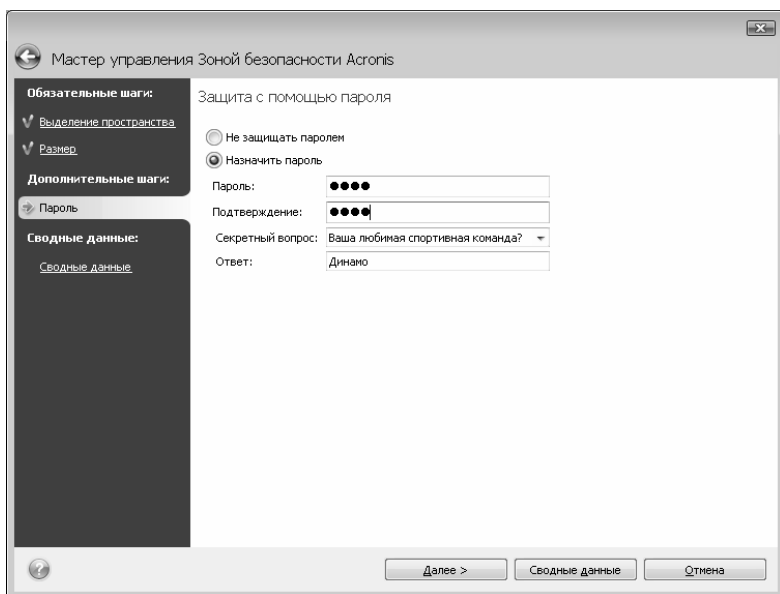 Мастер управления Зоной безопасности Acronis
Обязательные шаги:
Выделение пространства
Размер
Дополнительные шаги:
Пароль
Сводные данные:
Сводные данные
Защита с помощью пароля
Не защищать паролем
Назначить пароль
Пароль: ●●●●
Подтверждение: ●●●●
Секретный вопрос: Ваша любимая спортивная команда?
Ответ: Динамо
Далее > Сводные данные Отмена